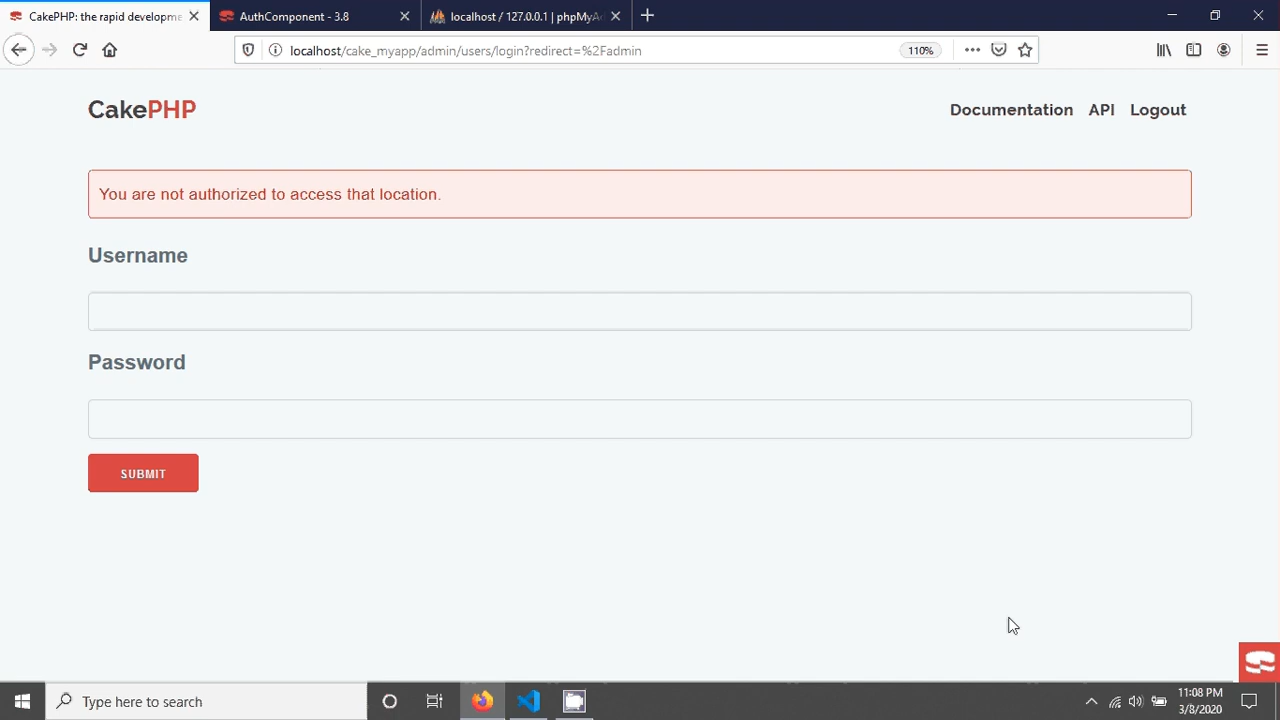 CakePHP: the rapid developme
AuthComponent - 3.8
localhost / 127.0.0.1 | phpMyAd
localhost/cake_myapp/admin/users/login?redirect=%2Fadmin
110%
CakePHP
Documentation
API
Logout
You are not authorized to access that location.
Username
Password
SUBMIT
Type here to search
11:08 PM
3/8/2020